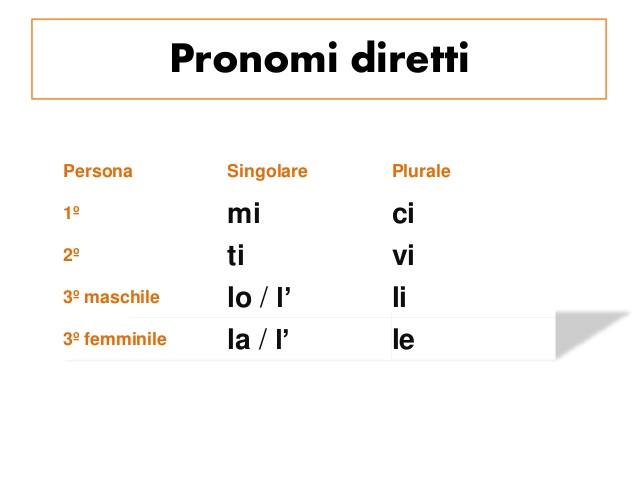 Pronomi diretti
Persona Singolare Plurale
1º mi ci
2º ti vi
3º maschile lo / l’ li
3º femminile la / l’ le